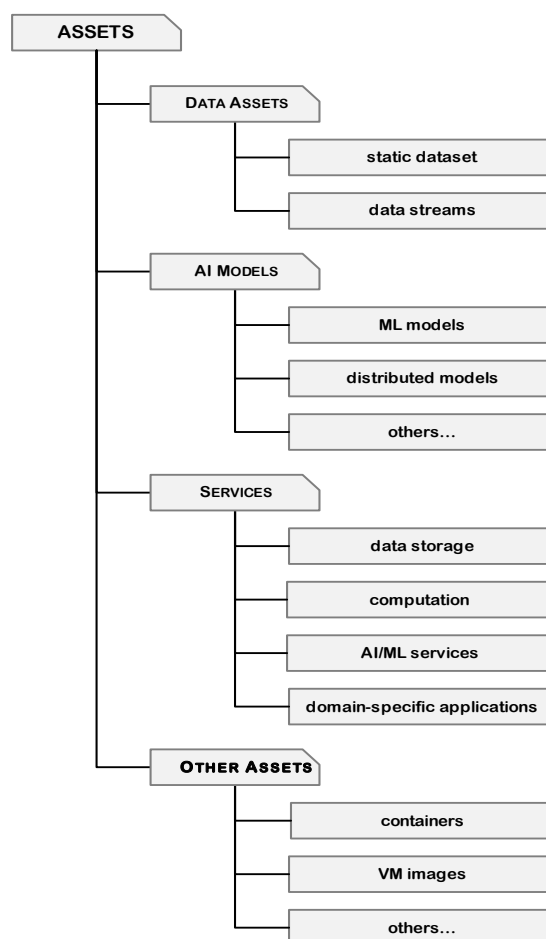 ASSETS
DATA ASSETS
static dataset
data streams
AI MODELS
ML models
distributed models
others...
SERVICES
data storage
computation
AI/ML services
domain-specific applications
OTHER ASSETS
containers
VM images
others...